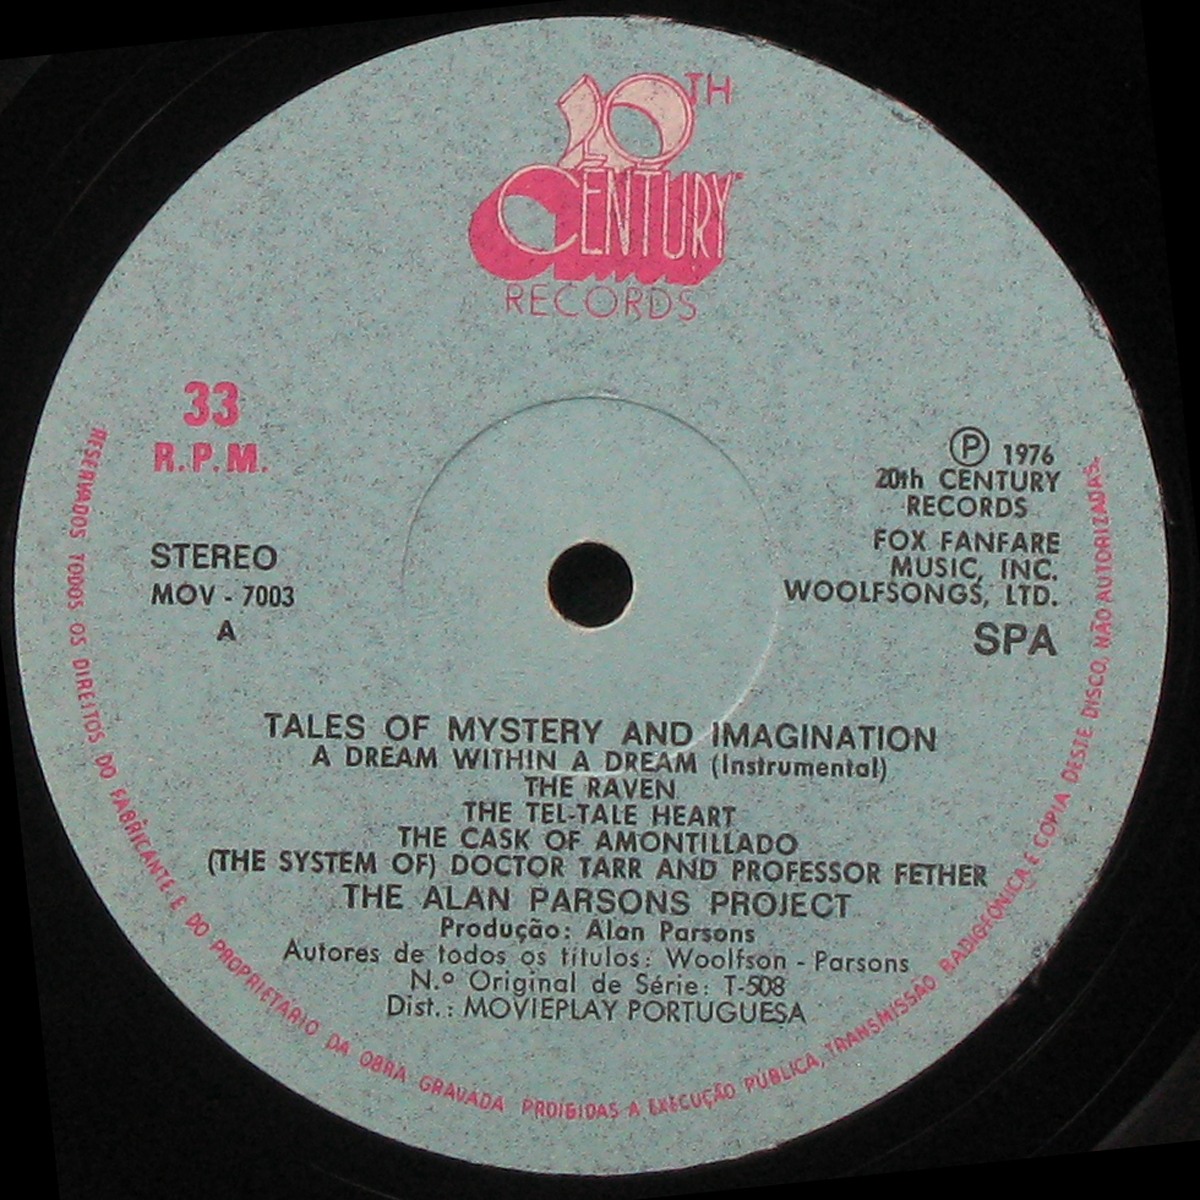 20TH
CENTURY
RECORDS
33
R.P.M.
STEREO
MOV - 7003
A
Ⓟ 1976
20th CENTURY
RECORDS
FOX FANFARE
MUSIC, INC.
WOOLFSONGS, LTD.
SPA
TALES OF MYSTERY AND IMAGINATION
A DREAM WITHIN A DREAM (Instrumental)
THE RAVEN
THE TEL-TALE HEART
THE CASK OF AMONTILLADO
(THE SYSTEM OF) DOCTOR TARR AND PROFESSOR FETHER
THE ALAN PARSONS PROJECT
Produção: Alan Parsons
Autores de todos os títulos: Woolfson - Parsons
N.º Original de Série: T-508
Dist.: MOVIEPLAY PORTUGUESA
RESERVADOS TODOS OS DIREITOS DO FABRICANTE E DO PROPRIETÁRIO DA OBRA GRAVADA PROIBIDAS A EXECUÇÃO PÚBLICA, TRANSMISSÃO RADIOFÓNICA E COPIA DESTE DISCO, NÃO AUTORIZADAS.